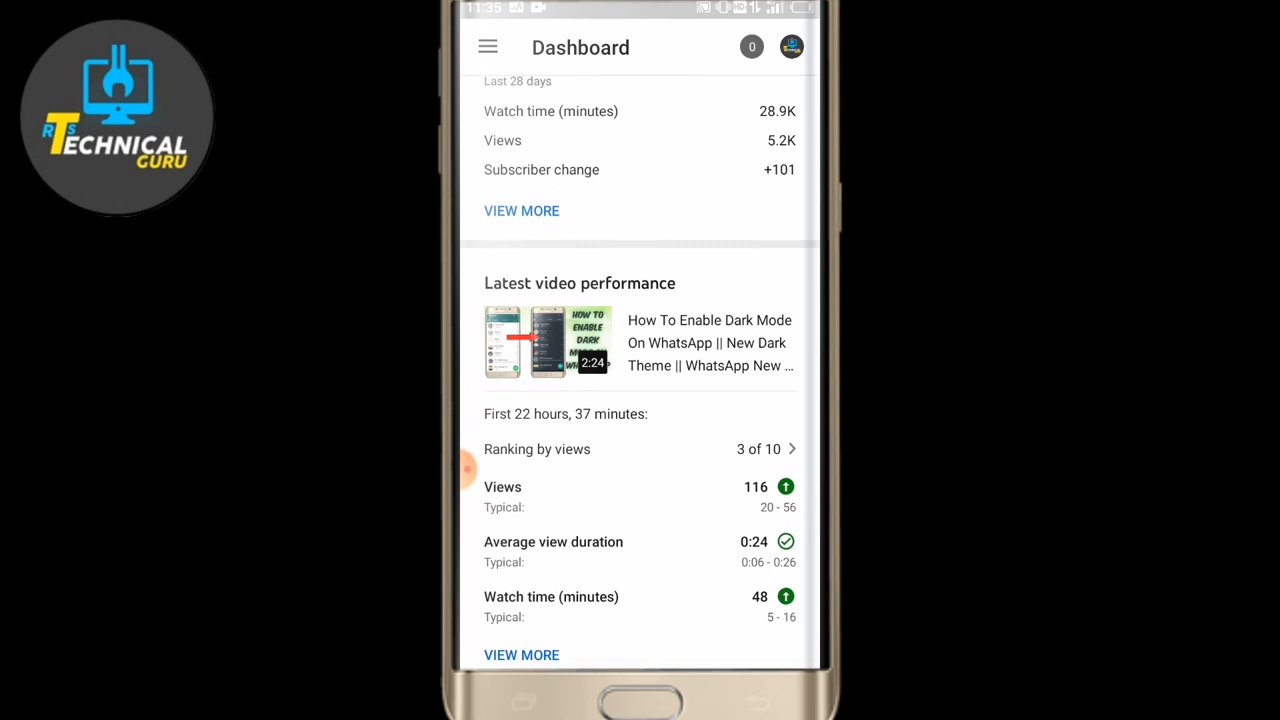 RTS
TECHNICAL
GURU
11:35
HD
Dashboard
0
Last 28 days
Watch time (minutes) 28.9K
Views 5.2K
Subscriber change +101
VIEW MORE
Latest video performance
HOW TO
ENABLE
DARK
2:24
How To Enable Dark Mode
On WhatsApp || New Dark
Theme || WhatsApp New ...
First 22 hours, 37 minutes:
Ranking by views 3 of 10
Views 116
Typical: 20 - 56
Average view duration 0:24
Typical: 0:06 - 0:26
Watch time (minutes) 48
Typical: 5 - 16
VIEW MORE